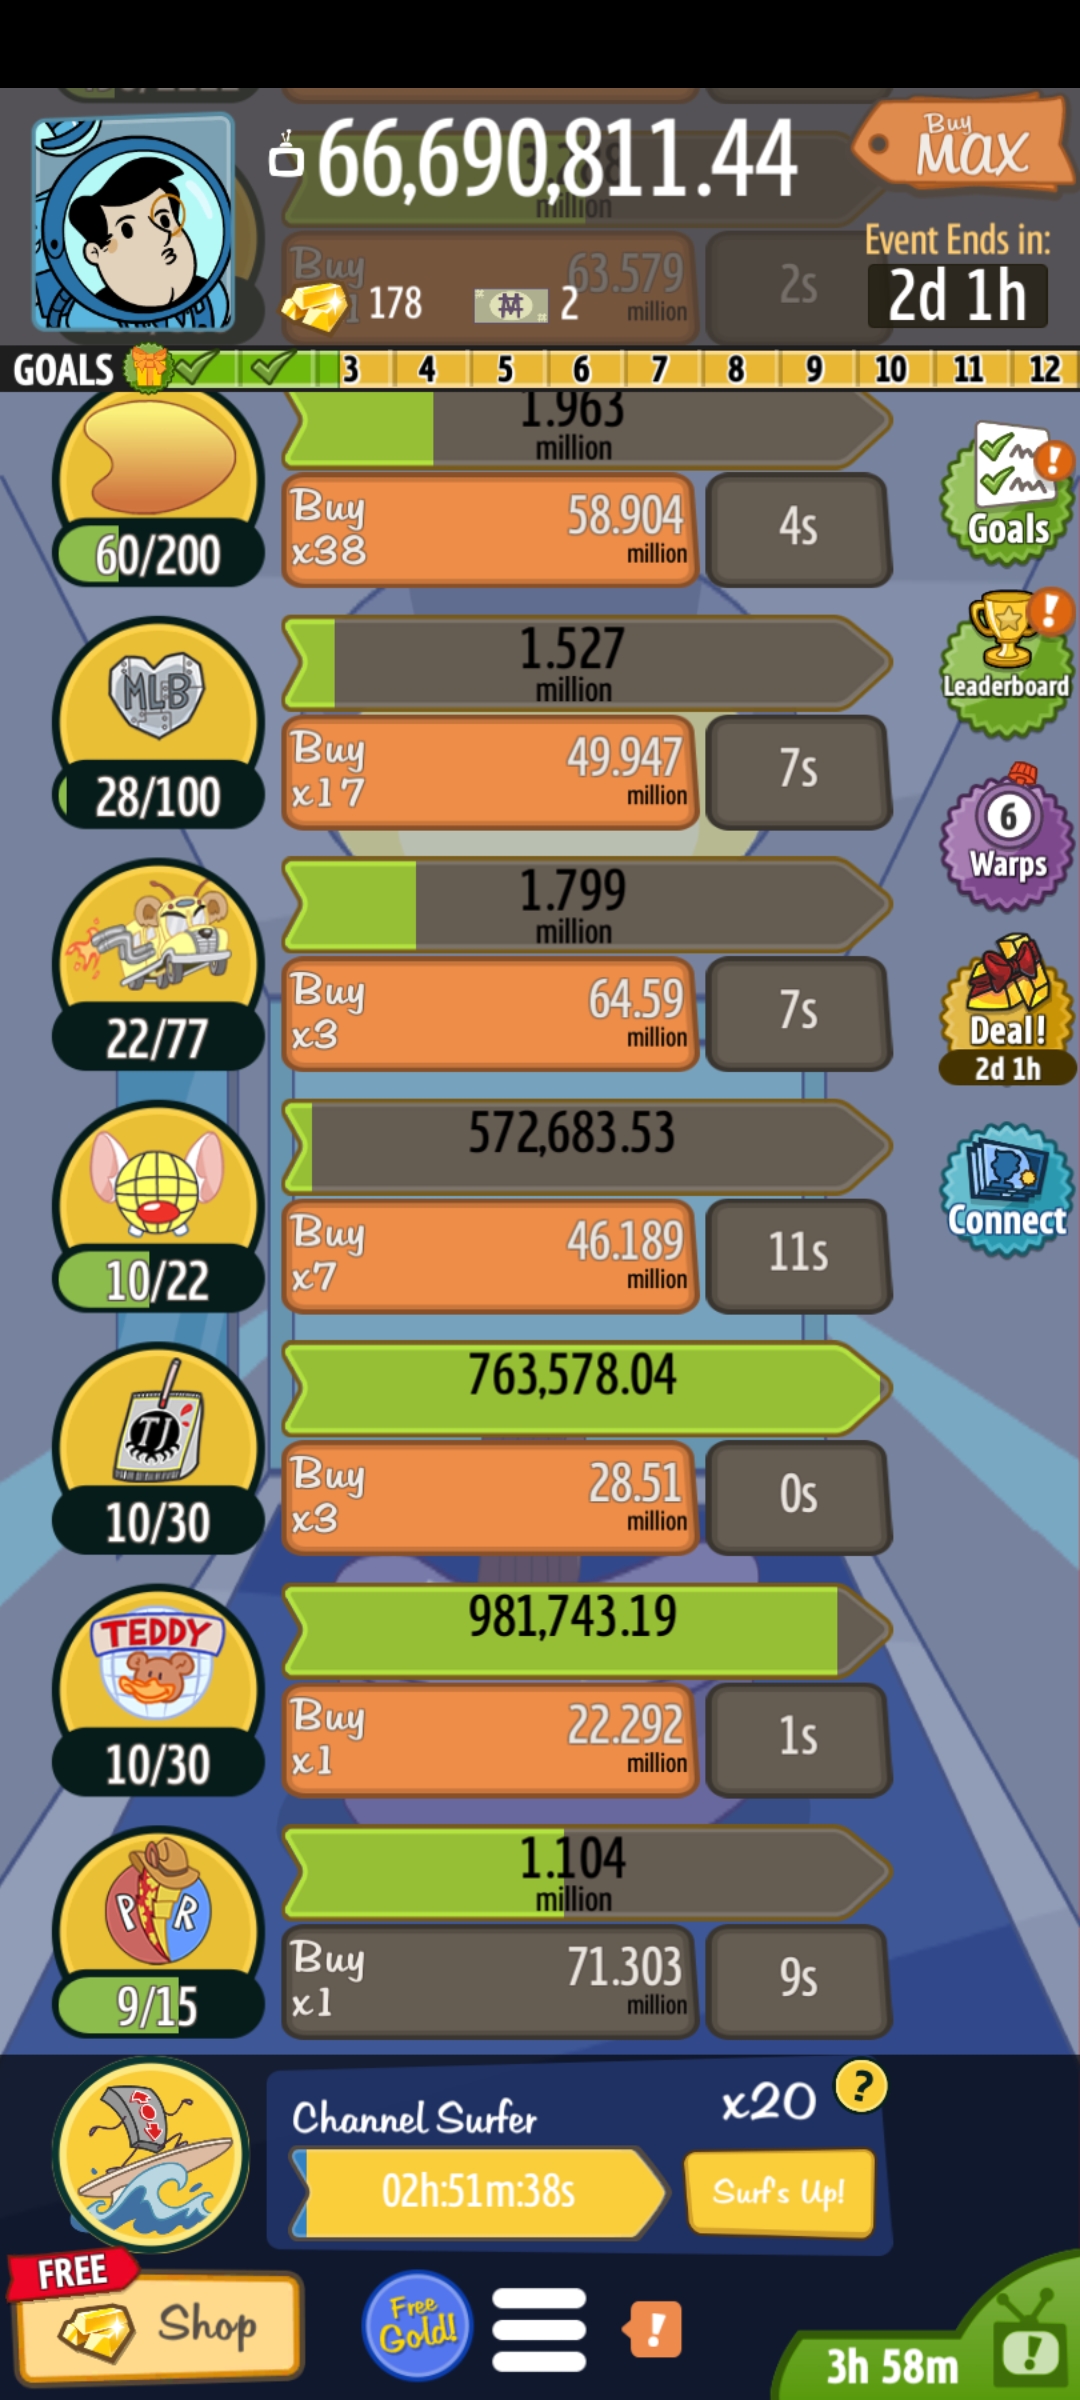 66,690,811.44
Buy
MAX
million
Event Ends in:
2d 1h
Buy
63.579
million
2s
178
2
GOALS 3 4 5 6 7 8 9 10 11 12
1.963
million
Buy
x38
58.904
million
4s
60/200
Goals
1.527
million
MLB
Buy
x17
49.947
million
7s
28/100
Leaderboard
1.799
million
6
Warps
Buy
x3
64.59
million
7s
22/77
Deal!
2d 1h
572,683.53
Buy
x7
46.189
million
11s
10/22
Connect
763,578.04
TJ
Buy
x3
28.51
million
0s
10/30
981,743.19
TEDDY
Buy
x1
22.292
million
1s
10/30
1.104
million
P R
Buy
x1
71.303
million
9s
9/15
Channel Surfer
x20
?
02h:51m:38s
Surf's Up!
FREE
Shop
Free
Gold!
!
3h 58m